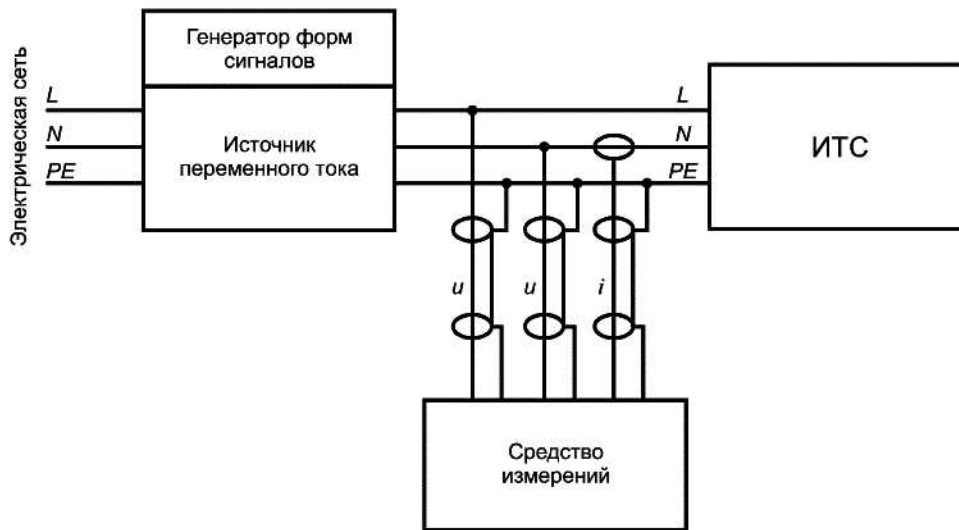 Генератор форм
сигналов
Электрическая сеть
L
L
N
Источник
переменного тока
N
ИТС
PE
PE
u
u
i
Средство
измерений